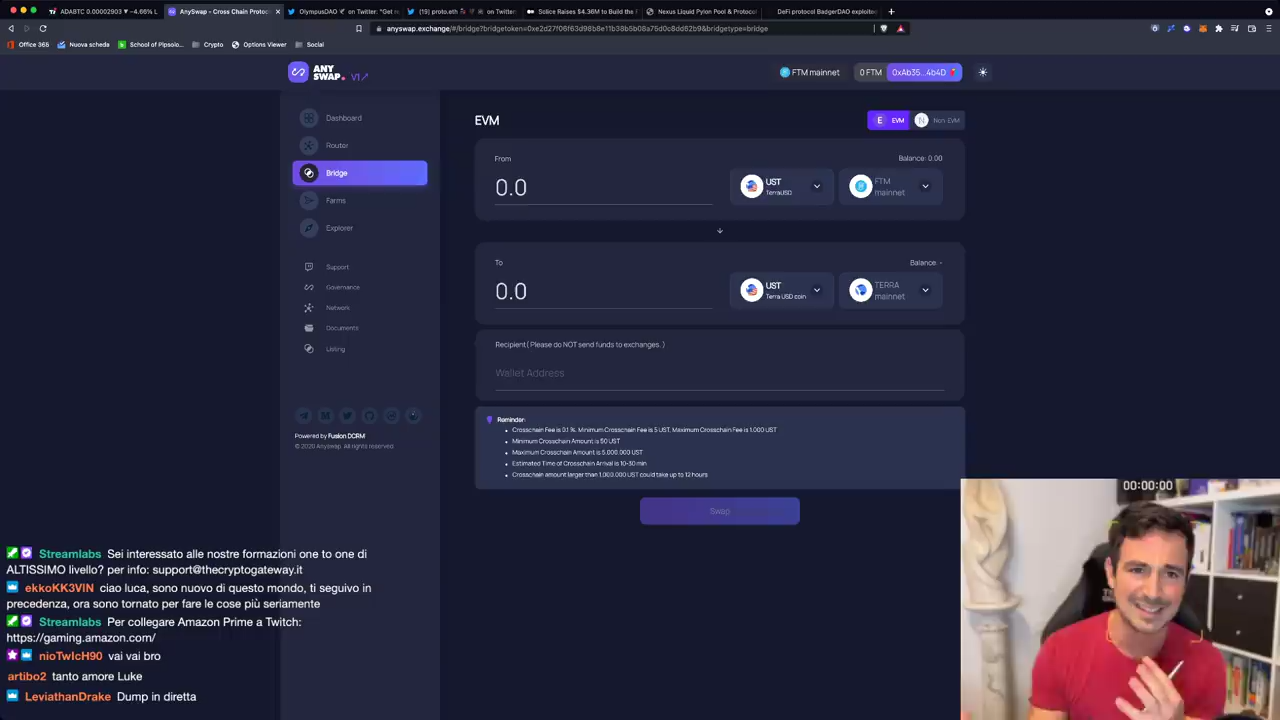 ADABTC 0.00002903 ▼ −4.66% L
AnySwap - Cross Chain Proto
OlympusDAO
on Twitter: "Get
(19) proto.eth
on Twitter:
Solice Raises $4.36M to Build the F
Nexus Liquid Pylon Pool & Protocol
DeFi protocol BadgerDAO exploited
Office 365
Nuova scheda
School of Pipsolo...
Crypto
Options Viewer
Social
ANY
SWAP.
V1
FTM mainnet
0 FTM
0xAb35...4b4D
Dashboard
Router
Bridge
Farms
Explorer
Support
Governance
Network
Documents
Listing
Powered by Fusion DCRM
© 2020 Anyswap. All rights reserved.
EVM
E
EVM
N
Non EVM
From
Balance: 0.00
0.0
UST
TerraUSD
FTM
mainnet
To
Balance: -
0.0
UST
Terra USD coin
TERRA
mainnet
Recipient( Please do NOT send funds to exchanges. )
Wallet Address
Reminder:
Crosschain Fee is 0.1 %, Minimum Crosschain Fee is 5 UST, Maximum Crosschain Fee is 1,000 UST
Minimum Crosschain Amount is 50 UST
Maximum Crosschain Amount is 5,000,000 UST
Estimated Time of Crosschain Arrival is 10-30 min
Crosschain amount larger than 1,000,000 UST could take up to 12 hours
Swap
00:00:00
Streamlabs Sei interessato alle nostre formazioni one to one di
ALTISSIMO livello? per info: support@thecryptogateway.it
ekkoKK3VIN ciao luca, sono nuovo di questo mondo, ti seguivo in
precedenza, ora sono tornato per fare le cose più seriamente
Streamlabs Per collegare Amazon Prime a Twitch:
https://gaming.amazon.com/
nioTwIcH90 vai vai bro
artibo2 tanto amore Luke
LeviathanDrake Dump in diretta